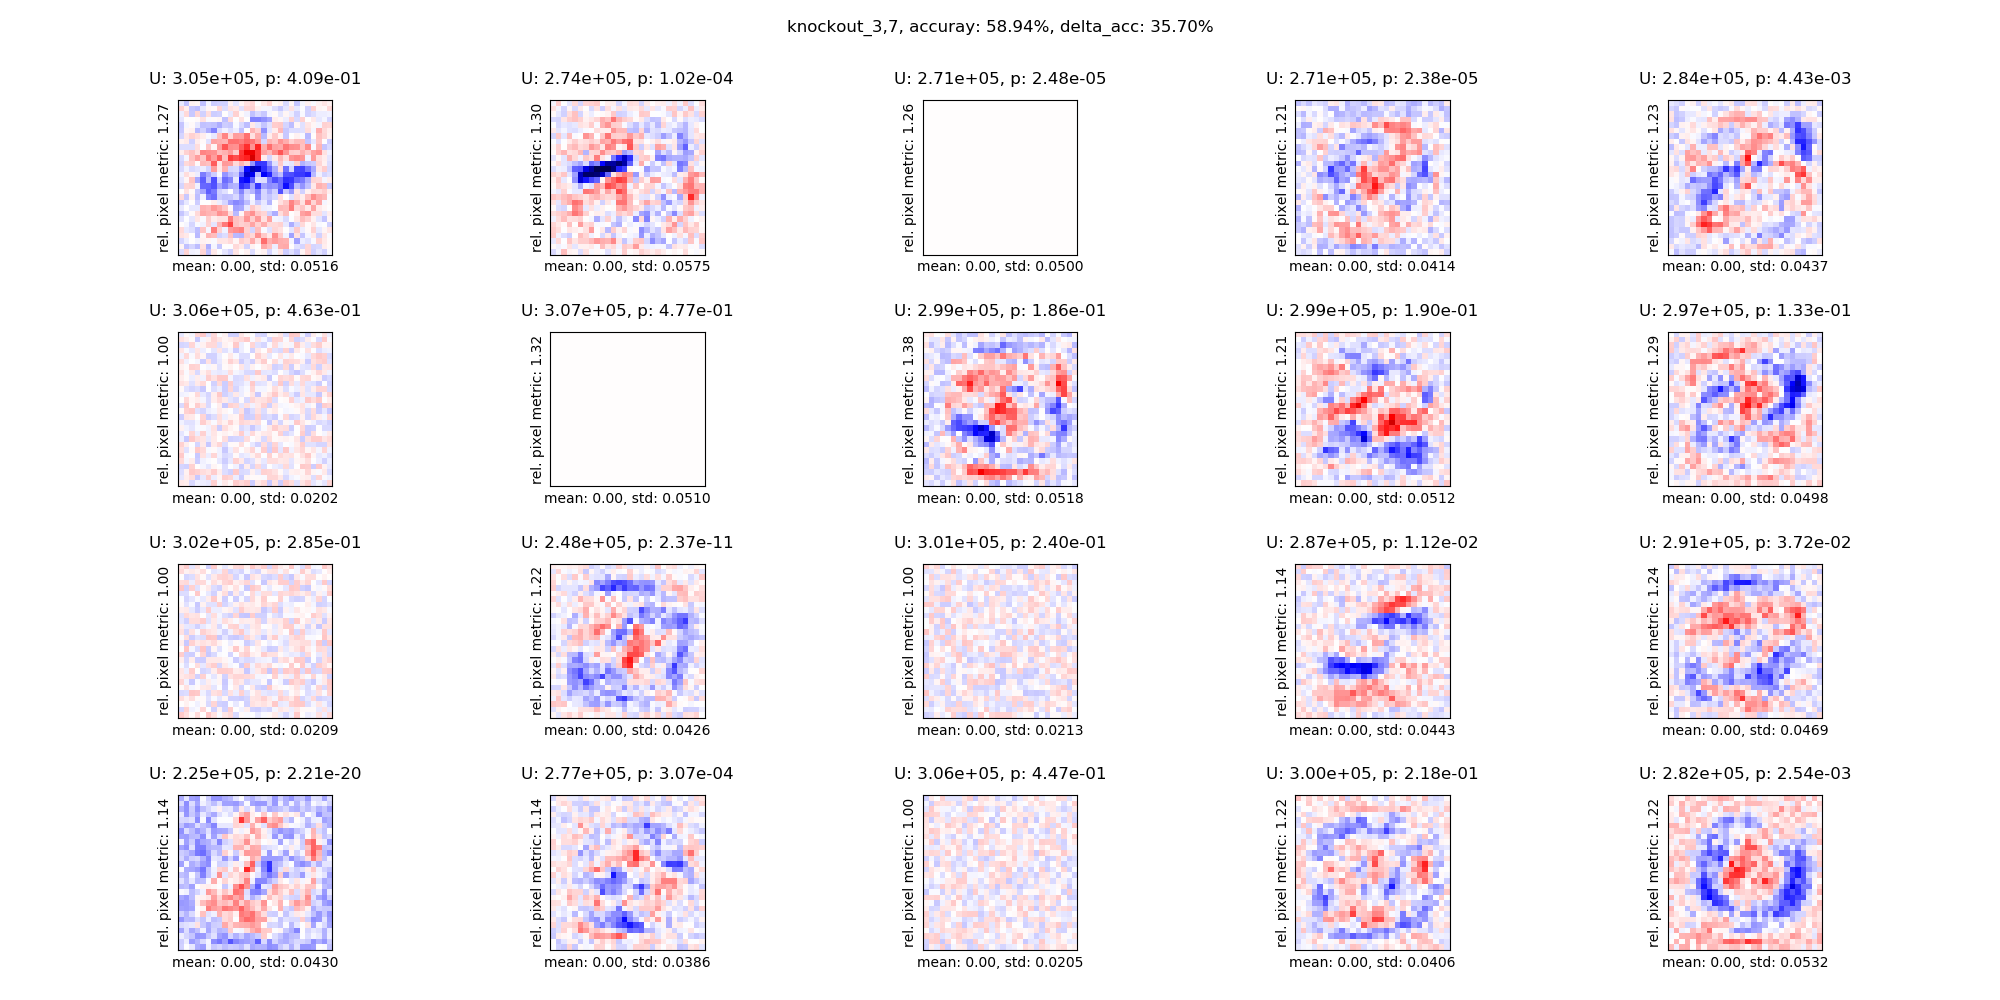 knockout_3,7, accuray: 58.94%, delta_acc: 35.70%
U: 3.05e+05, p: 4.09e-01
rel. pixel metric: 1.27
mean: 0.00, std: 0.0516
U: 2.74e+05, p: 1.02e-04
rel. pixel metric: 1.30
mean: 0.00, std: 0.0575
U: 2.71e+05, p: 2.48e-05
rel. pixel metric: 1.26
mean: 0.00, std: 0.0500
U: 2.71e+05, p: 2.38e-05
rel. pixel metric: 1.21
mean: 0.00, std: 0.0414
U: 2.84e+05, p: 4.43e-03
rel. pixel metric: 1.23
mean: 0.00, std: 0.0437
U: 3.06e+05, p: 4.63e-01
rel. pixel metric: 1.00
mean: 0.00, std: 0.0202
U: 3.07e+05, p: 4.77e-01
rel. pixel metric: 1.32
mean: 0.00, std: 0.0510
U: 2.99e+05, p: 1.86e-01
rel. pixel metric: 1.38
mean: 0.00, std: 0.0518
U: 2.99e+05, p: 1.90e-01
rel. pixel metric: 1.21
mean: 0.00, std: 0.0512
U: 2.97e+05, p: 1.33e-01
rel. pixel metric: 1.29
mean: 0.00, std: 0.0498
U: 3.02e+05, p: 2.85e-01
rel. pixel metric: 1.00
mean: 0.00, std: 0.0209
U: 2.48e+05, p: 2.37e-11
rel. pixel metric: 1.22
mean: 0.00, std: 0.0426
U: 3.01e+05, p: 2.40e-01
rel. pixel metric: 1.00
mean: 0.00, std: 0.0213
U: 2.87e+05, p: 1.12e-02
rel. pixel metric: 1.14
mean: 0.00, std: 0.0443
U: 2.91e+05, p: 3.72e-02
rel. pixel metric: 1.24
mean: 0.00, std: 0.0469
U: 2.25e+05, p: 2.21e-20
rel. pixel metric: 1.14
mean: 0.00, std: 0.0430
U: 2.77e+05, p: 3.07e-04
rel. pixel metric: 1.14
mean: 0.00, std: 0.0386
U: 3.06e+05, p: 4.47e-01
rel. pixel metric: 1.00
mean: 0.00, std: 0.0205
U: 3.00e+05, p: 2.18e-01
rel. pixel metric: 1.22
mean: 0.00, std: 0.0406
U: 2.82e+05, p: 2.54e-03
rel. pixel metric: 1.22
mean: 0.00, std: 0.0532